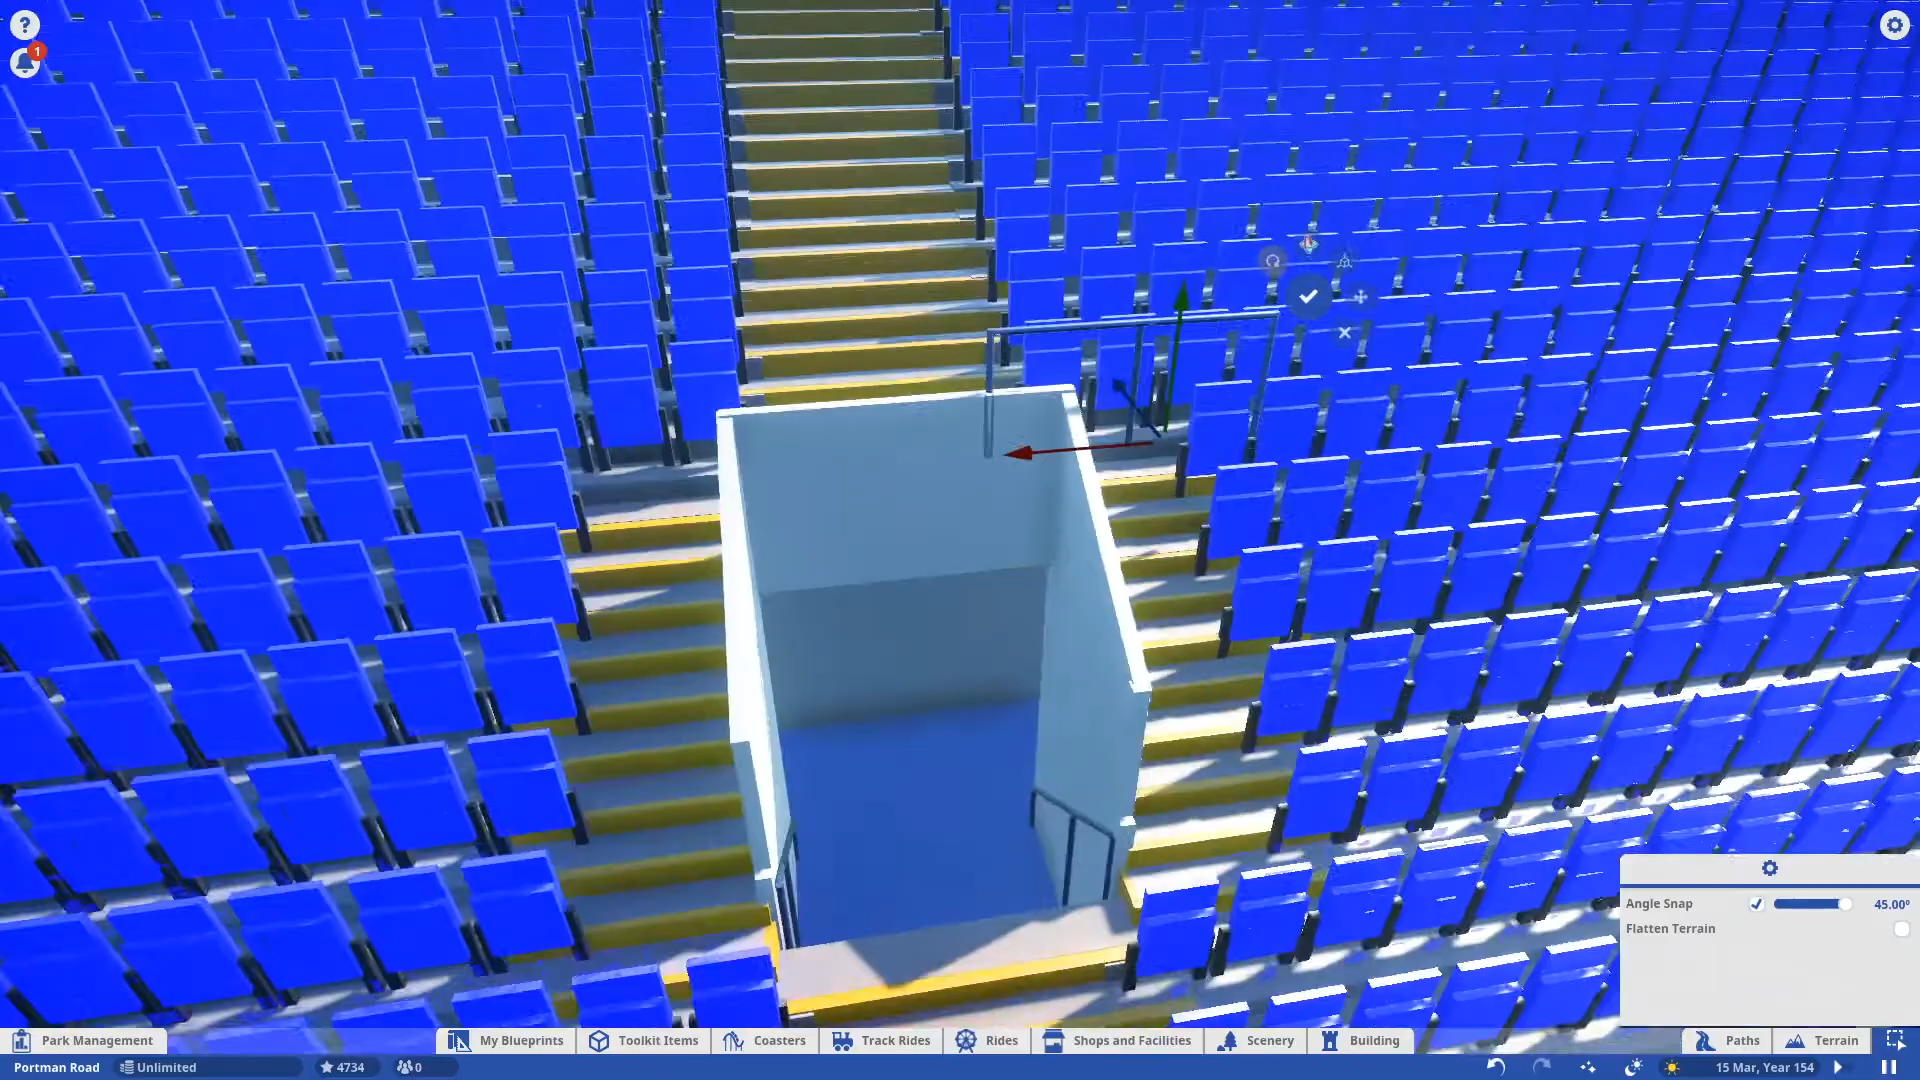 ?
1
Angle Snap 45.00°
Flatten Terrain
Park Management My Blueprints Toolkit Items Coasters Track Rides Rides Shops and Facilities Scenery Building Paths Terrain
Portman Road Unlimited 4734 0 15 Mar, Year 154